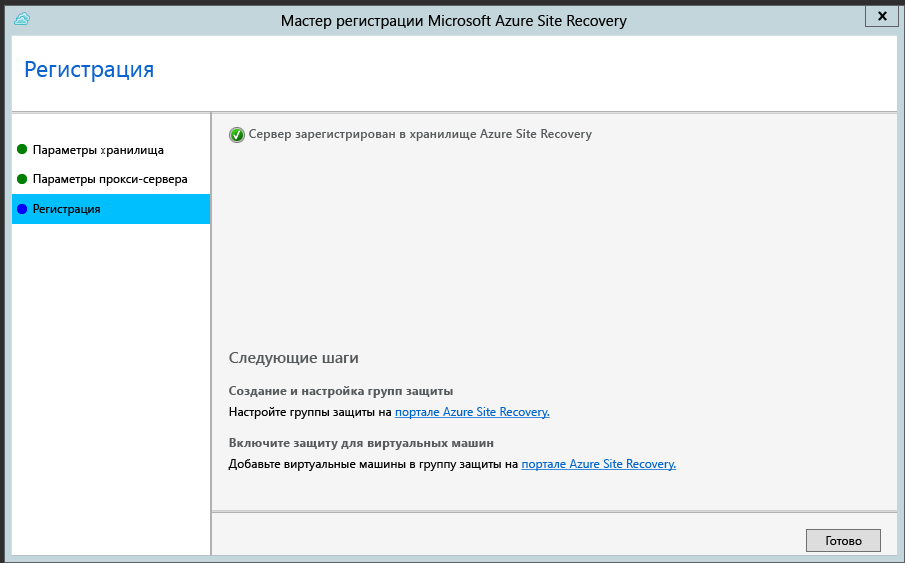 Мастер регистрации Microsoft Azure Site Recovery
Регистрация
Параметры хранилища
Параметры прокси-сервера
Регистрация
Сервер зарегистрирован в хранилище Azure Site Recovery
Следующие шаги
Создание и настройка групп защиты
Настройте группы защиты на портале Azure Site Recovery.
Включите защиту для виртуальных машин
Добавьте виртуальные машины в группу защиты на портале Azure Site Recovery.
Готово